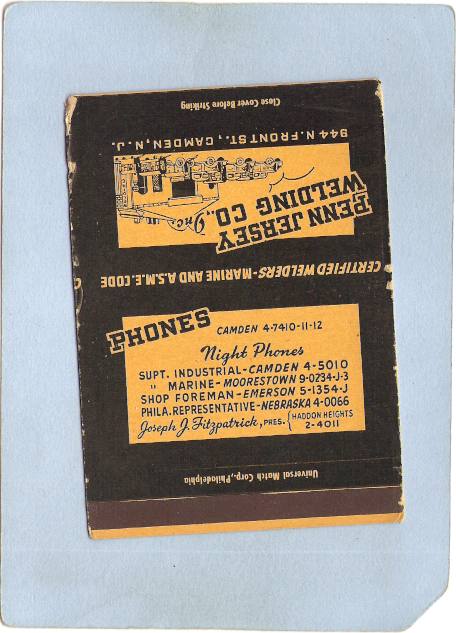 Close Cover Before Striking
944 N. FRONT ST., CAMDEN, N. J.
PENN JERSEY
WELDING CO.,
Inc.
CERTIFIED WELDERS - MARINE AND A.S.M.E. CODE
PHONES
CAMDEN 4-7410-11-12
Night Phones
SUPT. INDUSTRIAL - CAMDEN 4-5010
" MARINE - MOORESTOWN 9-0234-J-3
SHOP FOREMAN - EMERSON 5-1354-J
PHILA. REPRESENTATIVE - NEBRASKA 4-0066
Joseph J. Fitzpatrick, PRES. { HADDON HEIGHTS
2-4011
Universal Match Corp., Philadelphia